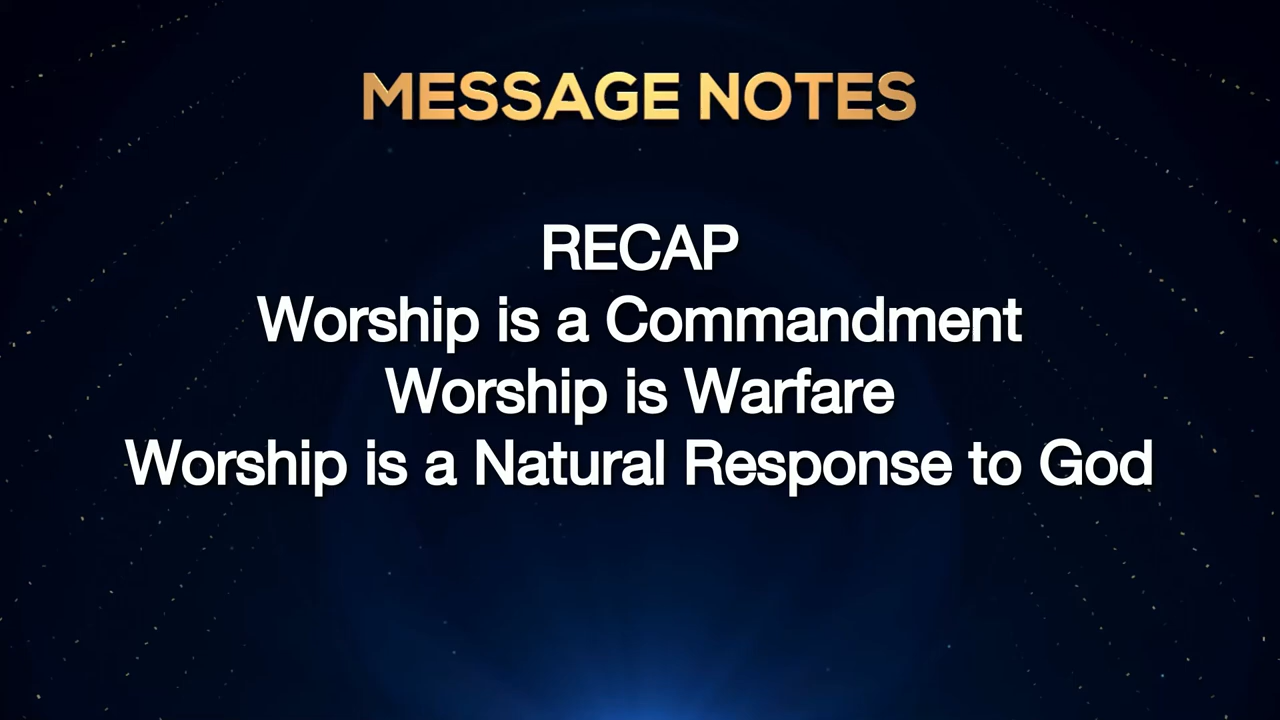 MESSAGE NOTES
RECAP
Worship is a Commandment
Worship is Warfare
Worship is a Natural Response to God